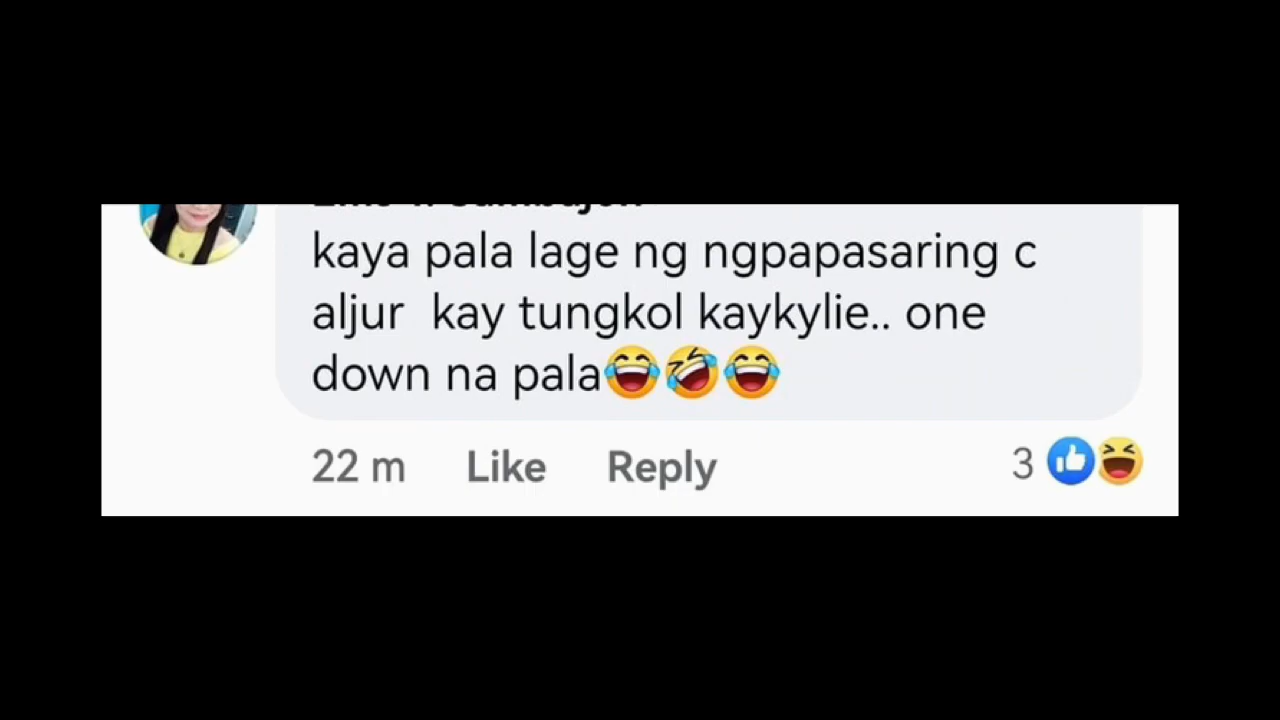 kaya pala lage ng ngpapasaring c
aljur kay tungkol kaykylie.. one
down na pala😂🤣😂
22 m Like Reply 3